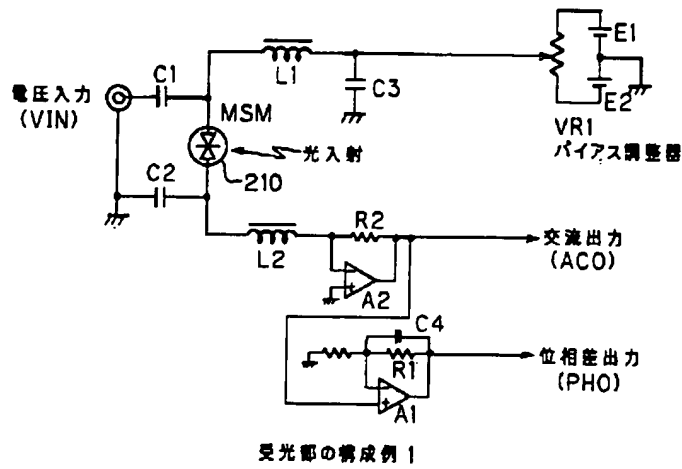 E1
C1
L1
C3
E2
電圧入力
(VIN)
MSM
VR1
バイアス調整器
光入射
C2
210
R2
L2
交流出力
(ACO)
A2
C4
R1
位相差出力
(PHO)
A1
受光部の構成例 1